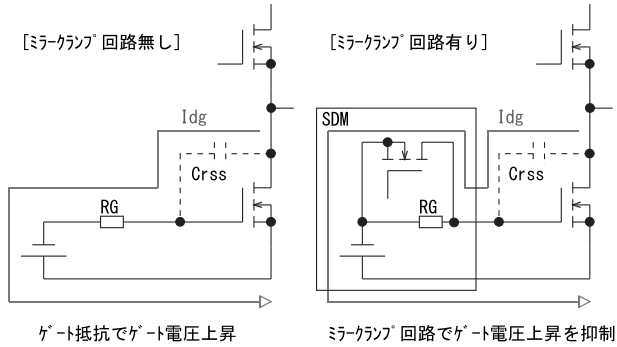 [ﾐﾗｰｸﾗﾝﾌﾟ回路無し]
Idg
Crss
RG
ｹﾞｰﾄ抵抗でｹﾞｰﾄ電圧上昇
[ﾐﾗｰｸﾗﾝﾌﾟ回路有り]
SDM
Idg
Crss
RG
ﾐﾗｰｸﾗﾝﾌﾟ回路でｹﾞｰﾄ電圧上昇を抑制